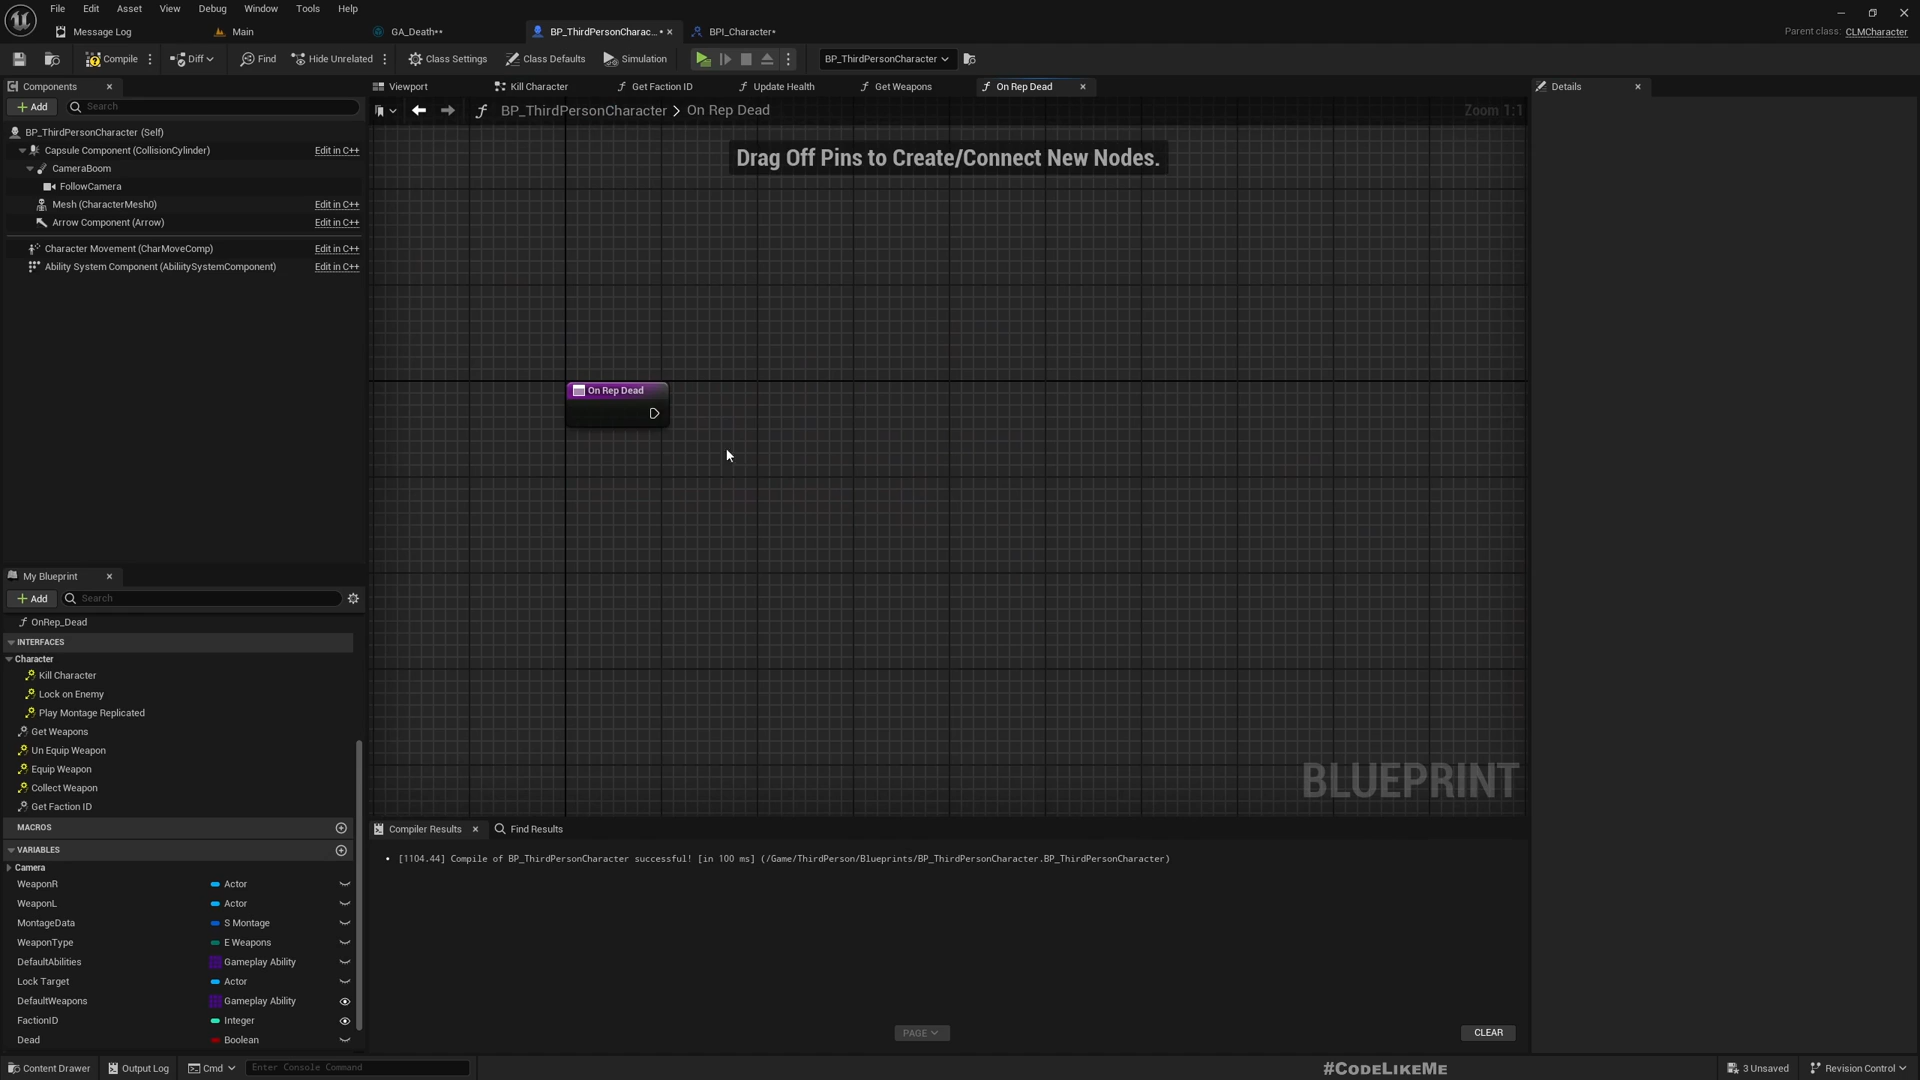 File Edit Asset View Debug Window Tools Help
Message Log Main GA_Death•• BP_ThirdPersonCharac... • BPI_Character• Parent class: CLMCharacter
Compile Diff Find Hide Unrelated Class Settings Class Defaults Simulation BP_ThirdPersonCharacter
Components Viewport Kill Character Get Faction ID Update Health Get Weapons On Rep Dead Details
+ Add Search BP_ThirdPersonCharacter > On Rep Dead Zoom 1:1
BP_ThirdPersonCharacter (Self)
Capsule Component (CollisionCylinder) Edit in C++
CameraBoom
FollowCamera
Mesh (CharacterMesh0) Edit in C++
Arrow Component (Arrow) Edit in C++
Character Movement (CharMoveComp) Edit in C++
Ability System Component (AbiliitySystemComponent) Edit in C++
Drag Off Pins to Create/Connect New Nodes.
On Rep Dead
BLUEPRINT
My Blueprint
+ Add Search
OnRep_Dead
INTERFACES
Character
Kill Character
Lock on Enemy
Play Montage Replicated
Get Weapons
Un Equip Weapon
Equip Weapon
Collect Weapon
Get Faction ID
MACROS
VARIABLES
Camera
WeaponR Actor
WeaponL Actor
MontageData S Montage
WeaponType E Weapons
DefaultAbilities Gameplay Ability
Lock Target Actor
DefaultWeapons Gameplay Ability
FactionID Integer
Dead Boolean
Compiler Results Find Results
• [1104.44] Compile of BP_ThirdPersonCharacter successful! [in 100 ms] (/Game/ThirdPerson/Blueprints/BP_ThirdPersonCharacter.BP_ThirdPersonCharacter)
PAGE CLEAR
Content Drawer Output Log Cmd Enter Console Command #CODELIKEME 3 Unsaved Revision Control